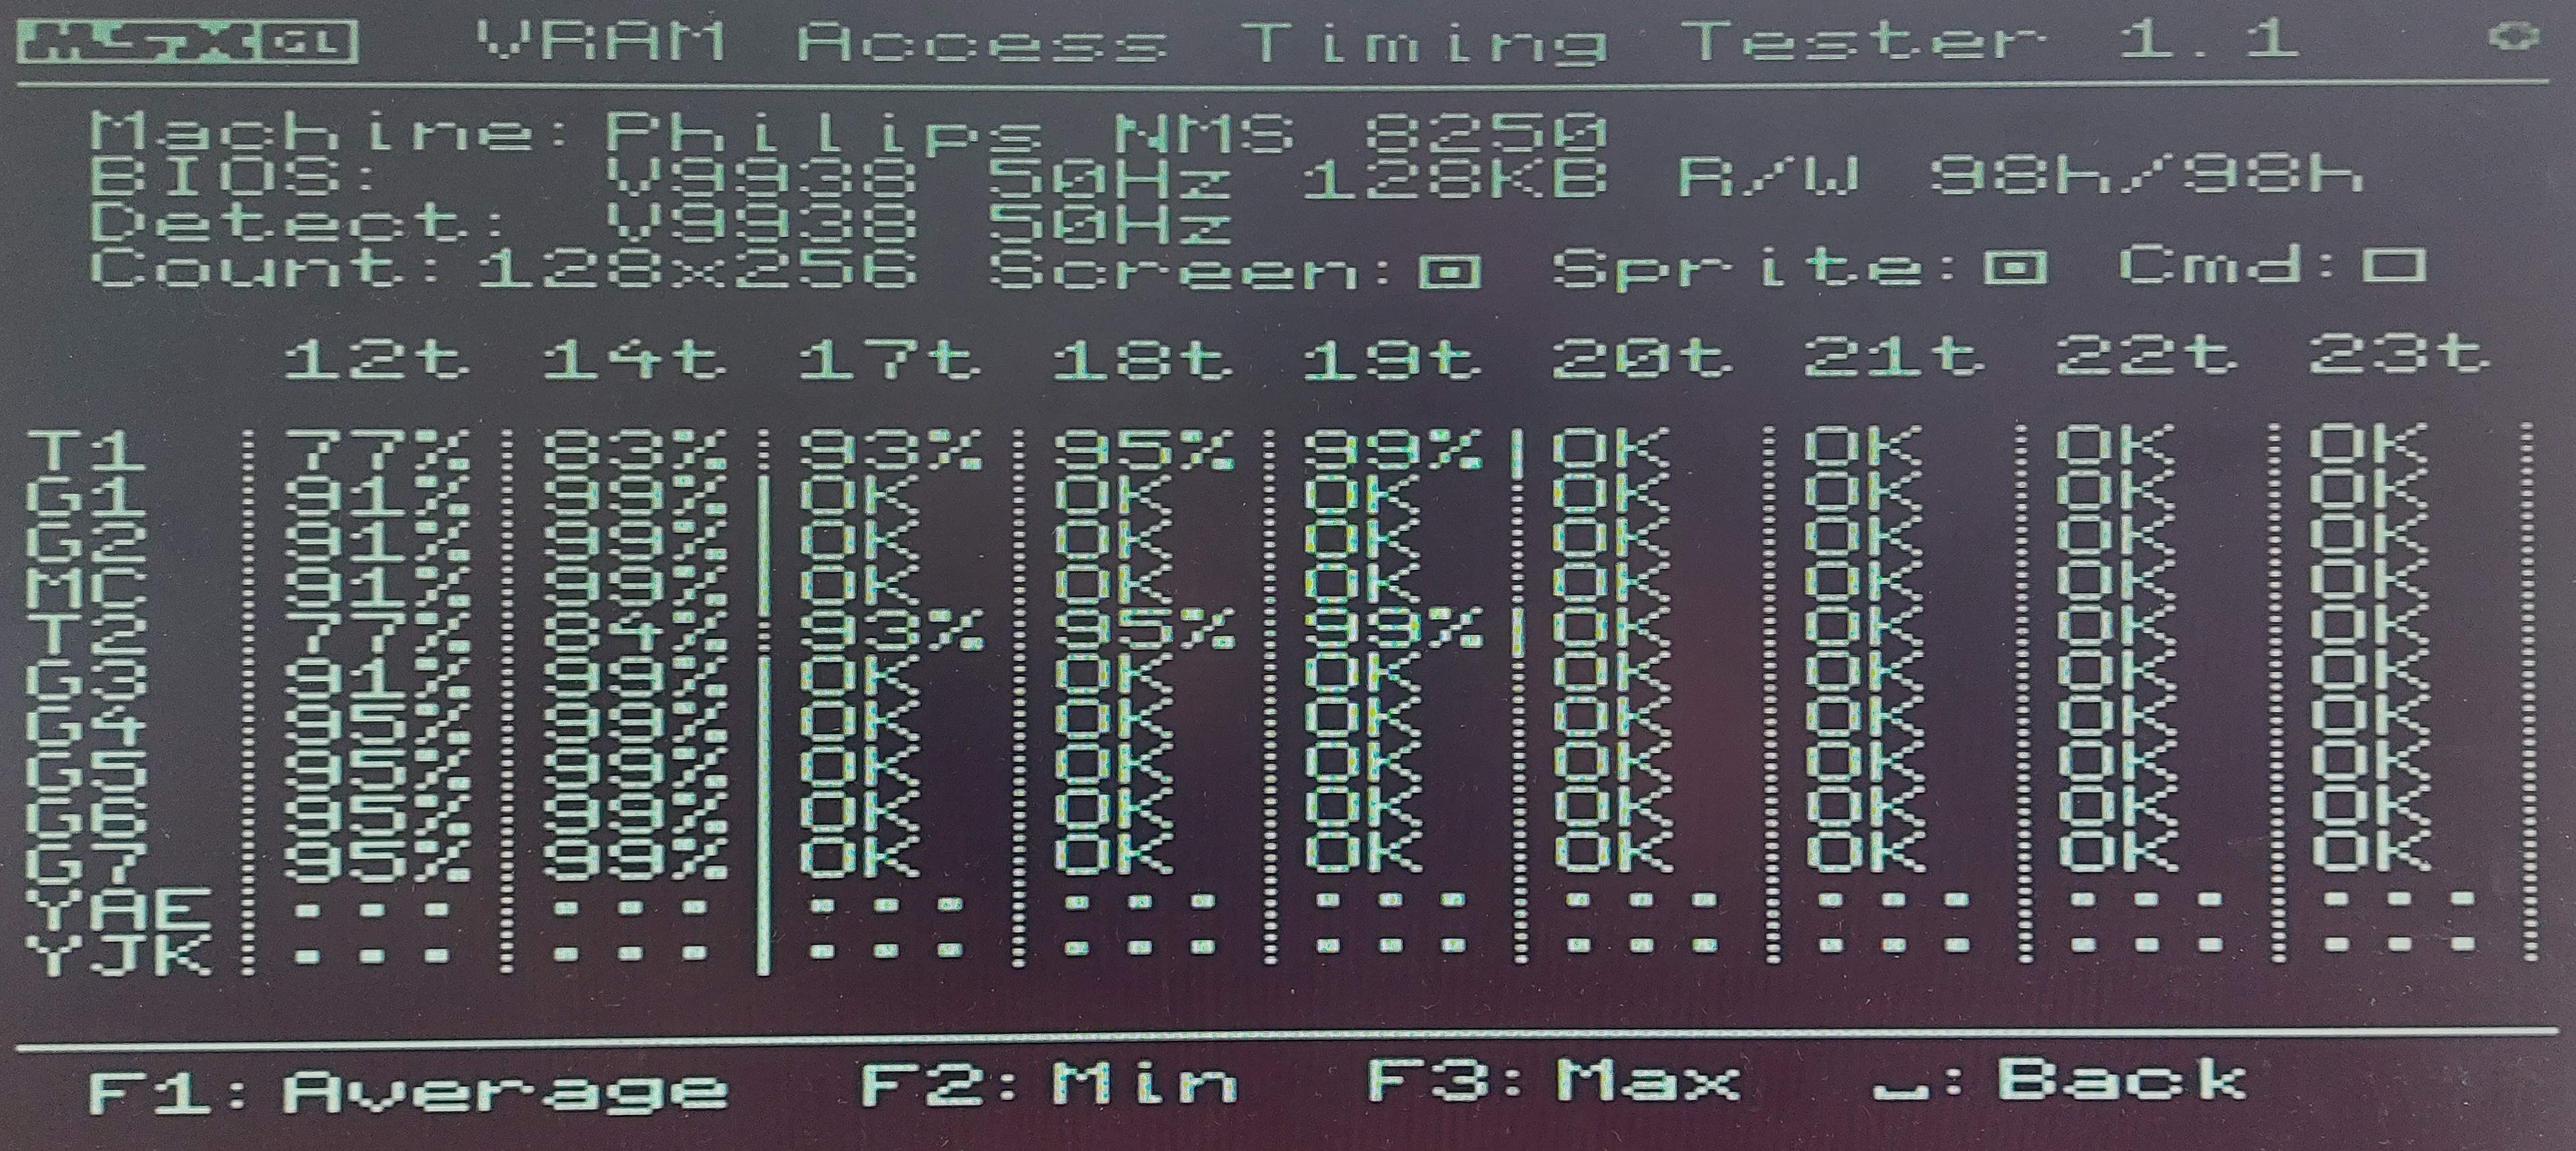 MSX GL VRAM Access Timing Tester 1.1
Machine: Philips NMS 8250
BIOS: V9938 50Hz 128KB R/W 98h/98h
Detect: V9938 50Hz
Count: 128x256 Screen: Sprite: Cmd:
12t 14t 17t 18t 19t 20t 21t 22t 23t
T1 77% 83% 93% 95% 99% OK OK OK OK
G1 91% 99% OK OK OK OK OK OK OK
G2 91% 99% OK OK OK OK OK OK OK
MC 91% 99% OK OK OK OK OK OK OK
T2 77% 84% 93% 95% 99% OK OK OK OK
G3 91% 99% OK OK OK OK OK OK OK
G4 95% 99% OK OK OK OK OK OK OK
G5 95% 99% OK OK OK OK OK OK OK
G6 95% 99% OK OK OK OK OK OK OK
G7 95% 99% OK OK OK OK OK OK OK
YAE ... ... ... ... ... ... ... ... ...
YJK ... ... ... ... ... ... ... ... ...
F1: Average F2: Min F3: Max ␣: Back